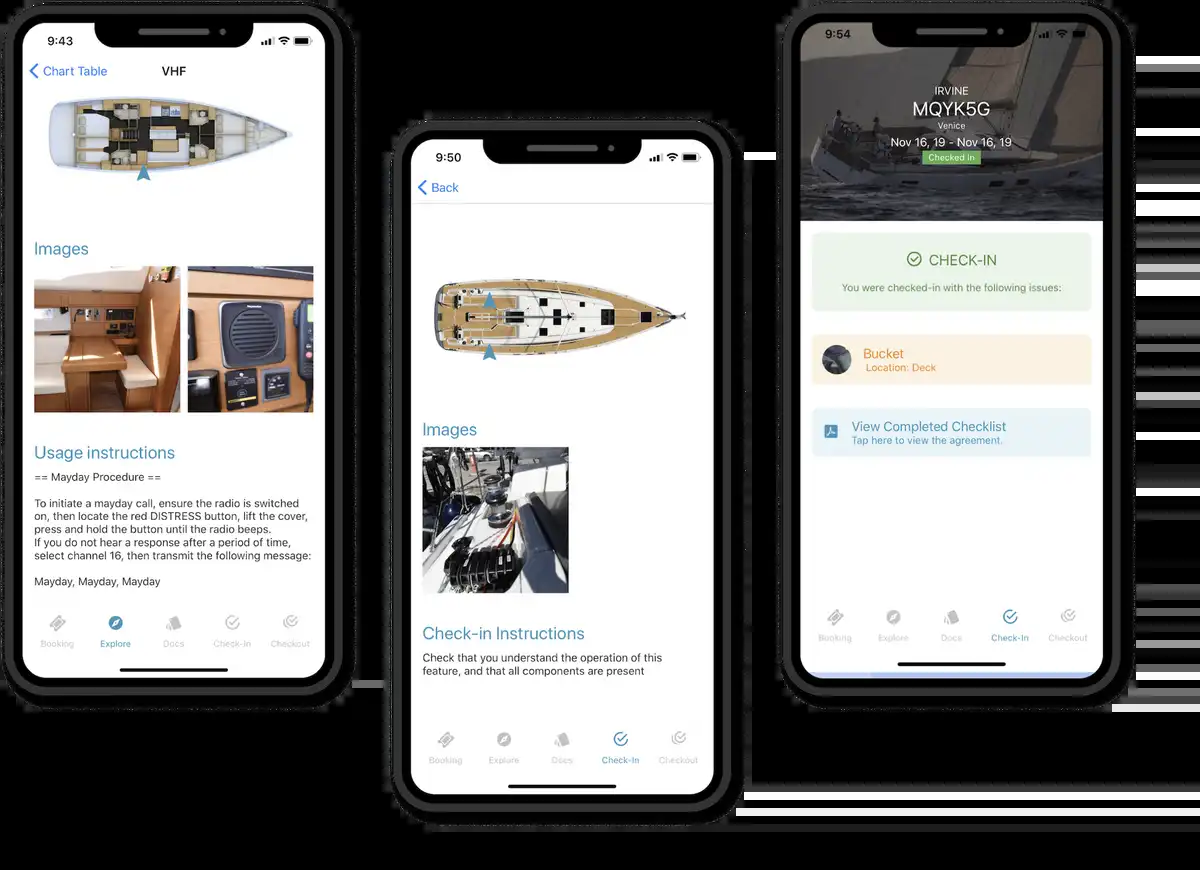 9:43
Chart Table
VHF
Images
Usage instructions
== Mayday Procedure ==
To initiate a mayday call, ensure the radio is switched
on, then locate the red DISTRESS button, lift the cover,
press and hold the button until the radio beeps.
If you do not hear a response after a period of time,
select channel 16, then transmit the following message:
Mayday, Mayday, Mayday
Booking
Explore
Docs
Check-In
Checkout
9:50
Back
Images
Check-in Instructions
Check that you understand the operation of this
feature, and that all components are present
Booking
Explore
Docs
Check-In
Checkout
9:54
IRVINE
MQYK5G
Venice
Nov 16, 19 - Nov 16, 19
Checked in
CHECK-IN
You were checked-in with the following issues:
Bucket
Location: Deck
View Completed Checklist
Tap here to view the agreement.
Booking
Explore
Docs
Check-In
Checkout